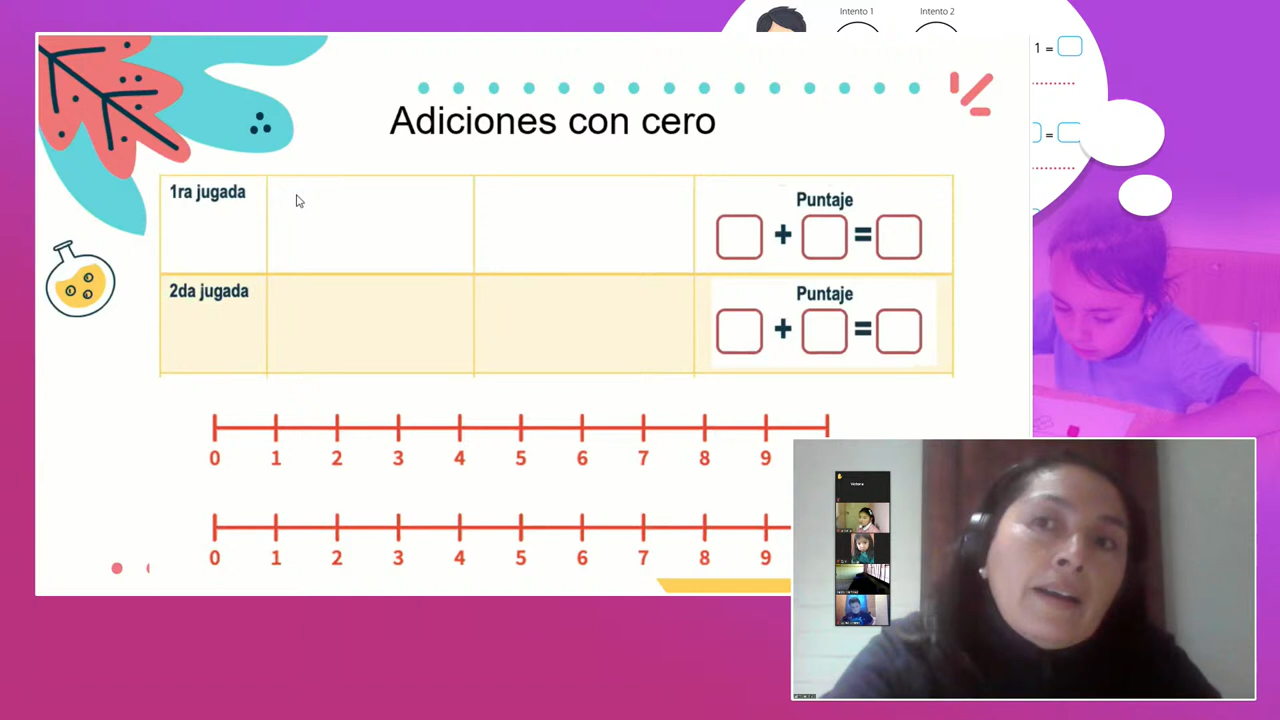 Intento 1 Intento 2
1 =
=
Adiciones con cero
1ra jugada
Puntaje
+ =
2da jugada
Puntaje
+ =
0 1 2 3 4 5 6 7 8 9
0 1 2 3 4 5 6 7 8 9